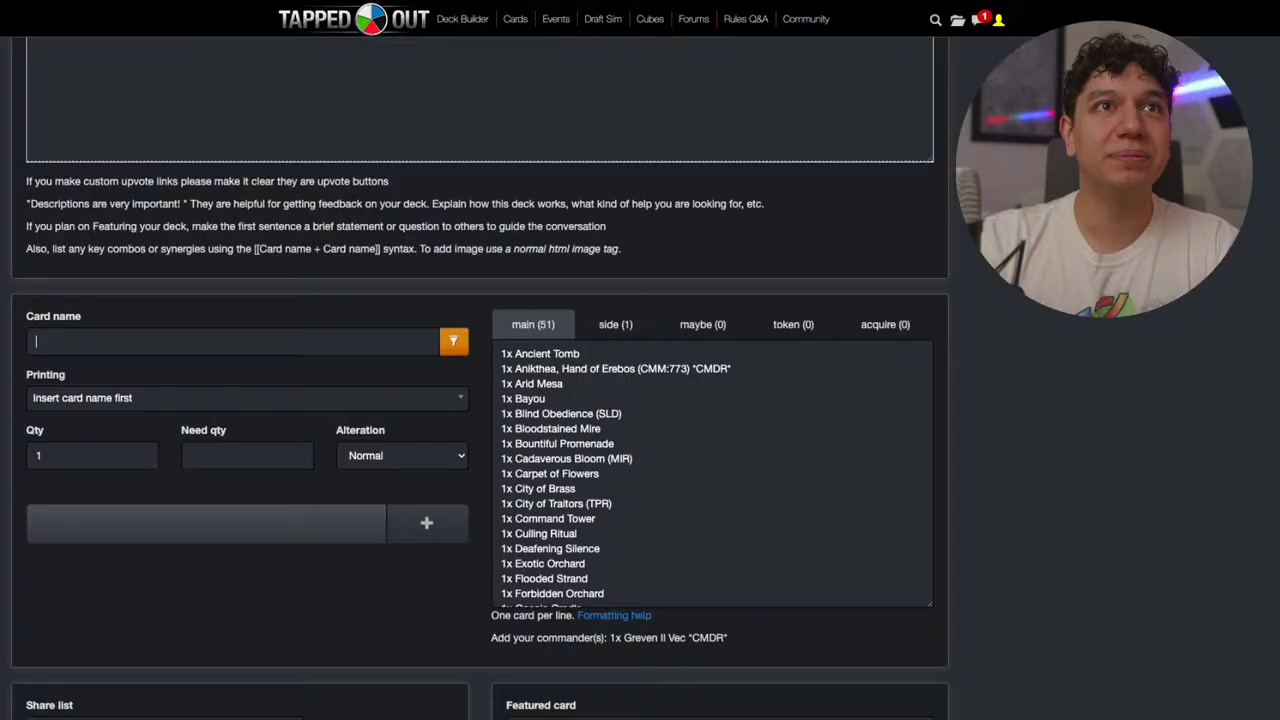 TAPPED OUT
Deck Builder Cards Events Draft Sim Cubes Forums Rules Q&A Community
1
If you make custom upvote links please make it clear they are upvote buttons
"Descriptions are very important! " They are helpful for getting feedback on your deck. Explain how this deck works, what kind of help you are looking for, etc.
If you plan on Featuring your deck, make the first sentence a brief statement or question to others to guide the conversation
Also, list any key combos or synergies using the [[Card name + Card name]] syntax. To add image use a normal html image tag.
Card name
Printing
Insert card name first
Qty Need qty Alteration
1 Normal
main (51) side (1) maybe (0) token (0) acquire (0)
1x Ancient Tomb
1x Anikthea, Hand of Erebos (CMM:773) *CMDR*
1x Arid Mesa
1x Bayou
1x Blind Obedience (SLD)
1x Bloodstained Mire
1x Bountiful Promenade
1x Cadaverous Bloom (MIR)
1x Carpet of Flowers
1x City of Brass
1x City of Traitors (TPR)
1x Command Tower
1x Culling Ritual
1x Deafening Silence
1x Exotic Orchard
1x Flooded Strand
1x Forbidden Orchard
One card per line. Formatting help
Add your commander(s): 1x Greven Il Vec *CMDR*
Share list
Featured card